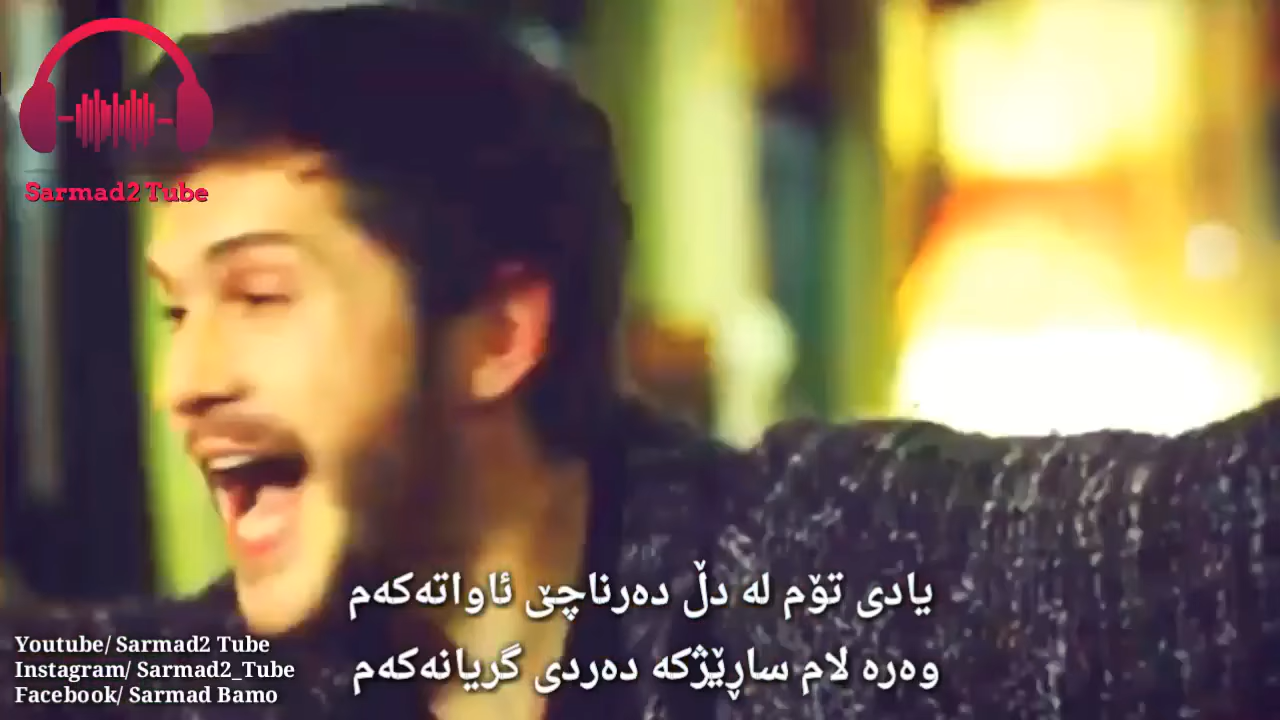 Sarmad2 Tube
یادی تۆم لە دڵ دەرناچێ ئاواتەکەم
وەرە لام ساڕێژکە دەردی گریانەکەم
Youtube/ Sarmad2 Tube
Instagram/ Sarmad2_Tube
Facebook/ Sarmad Bamo